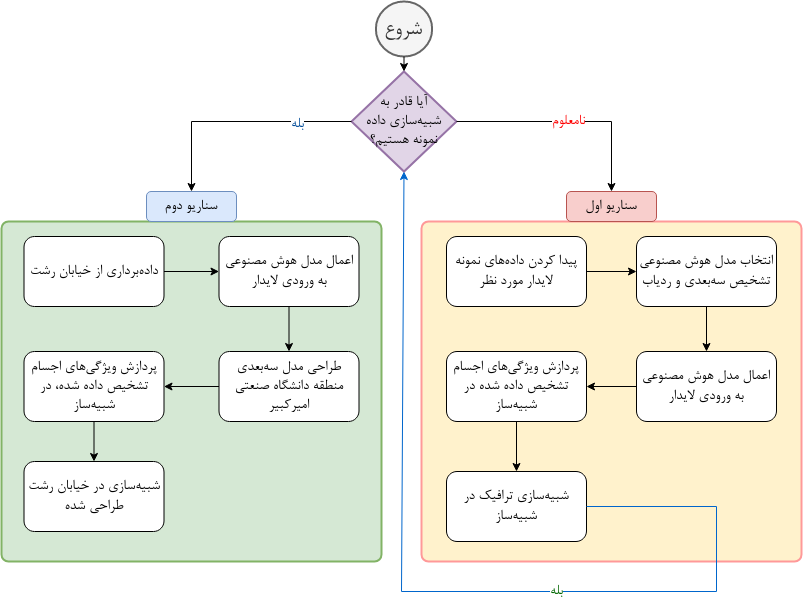 شروع
آیا قادر به
شبیه‌سازی داده
نمونه هستیم؟
نامعلوم
بله
سناریو اول
پیدا کردن داده‌های نمونه
لایدار مورد نظر
انتخاب مدل هوش مصنوعی
تشخیص سه‌بعدی و ردیاب
اعمال مدل هوش مصنوعی
به ورودی لایدار
پردازش ویژگی‌های اجسام
تشخیص داده شده در
شبیه‌ساز
شبیه‌سازی ترافیک در
شبیه‌ساز
بله
سناریو دوم
داده‌برداری از خیابان رشت
اعمال مدل هوش مصنوعی
به ورودی لایدار
طراحی مدل سه‌بعدی
منطقه دانشگاه صنعتی
امیرکبیر
پردازش ویژگی‌های اجسام
تشخیص داده شده، در
شبیه‌ساز
شبیه‌سازی در خیابان رشت
طراحی شده